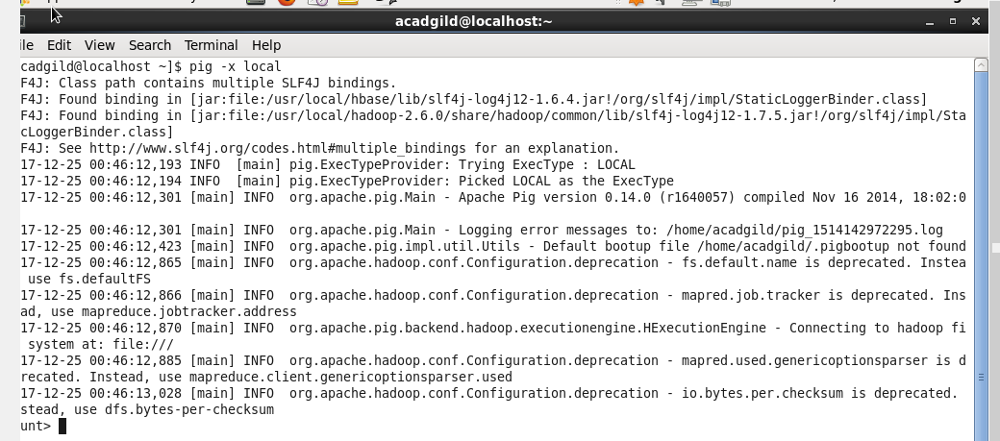 acadgild@localhost:~
ile Edit View Search Terminal Help
cadgild@localhost ~]$ pig -x local
F4J: Class path contains multiple SLF4J bindings.
F4J: Found binding in [jar:file:/usr/local/hbase/lib/slf4j-log4j12-1.6.4.jar!/org/slf4j/impl/StaticLoggerBinder.class]
F4J: Found binding in [jar:file:/usr/local/hadoop-2.6.0/share/hadoop/common/lib/slf4j-log4j12-1.7.5.jar!/org/slf4j/impl/Sta
cLoggerBinder.class]
F4J: See http://www.slf4j.org/codes.html#multiple_bindings for an explanation.
17-12-25 00:46:12,193 INFO  [main] pig.ExecTypeProvider: Trying ExecType : LOCAL
17-12-25 00:46:12,194 INFO  [main] pig.ExecTypeProvider: Picked LOCAL as the ExecType
17-12-25 00:46:12,301 [main] INFO  org.apache.pig.Main - Apache Pig version 0.14.0 (r1640057) compiled Nov 16 2014, 18:02:0
17-12-25 00:46:12,301 [main] INFO  org.apache.pig.Main - Logging error messages to: /home/acadgild/pig_1514142972295.log
17-12-25 00:46:12,423 [main] INFO  org.apache.pig.impl.util.Utils - Default bootup file /home/acadgild/.pigbootup not found
17-12-25 00:46:12,865 [main] INFO  org.apache.hadoop.conf.Configuration.deprecation - fs.default.name is deprecated. Instea
use fs.defaultFS
17-12-25 00:46:12,866 [main] INFO  org.apache.hadoop.conf.Configuration.deprecation - mapred.job.tracker is deprecated. Ins
ad, use mapreduce.jobtracker.address
17-12-25 00:46:12,870 [main] INFO  org.apache.pig.backend.hadoop.executionengine.HExecutionEngine - Connecting to hadoop fi
system at: file:///
17-12-25 00:46:12,885 [main] INFO  org.apache.hadoop.conf.Configuration.deprecation - mapred.used.genericoptionsparser is d
recated. Instead, use mapreduce.client.genericoptionsparser.used
17-12-25 00:46:13,028 [main] INFO  org.apache.hadoop.conf.Configuration.deprecation - io.bytes.per.checksum is deprecated.
stead, use dfs.bytes-per-checksum
unt>